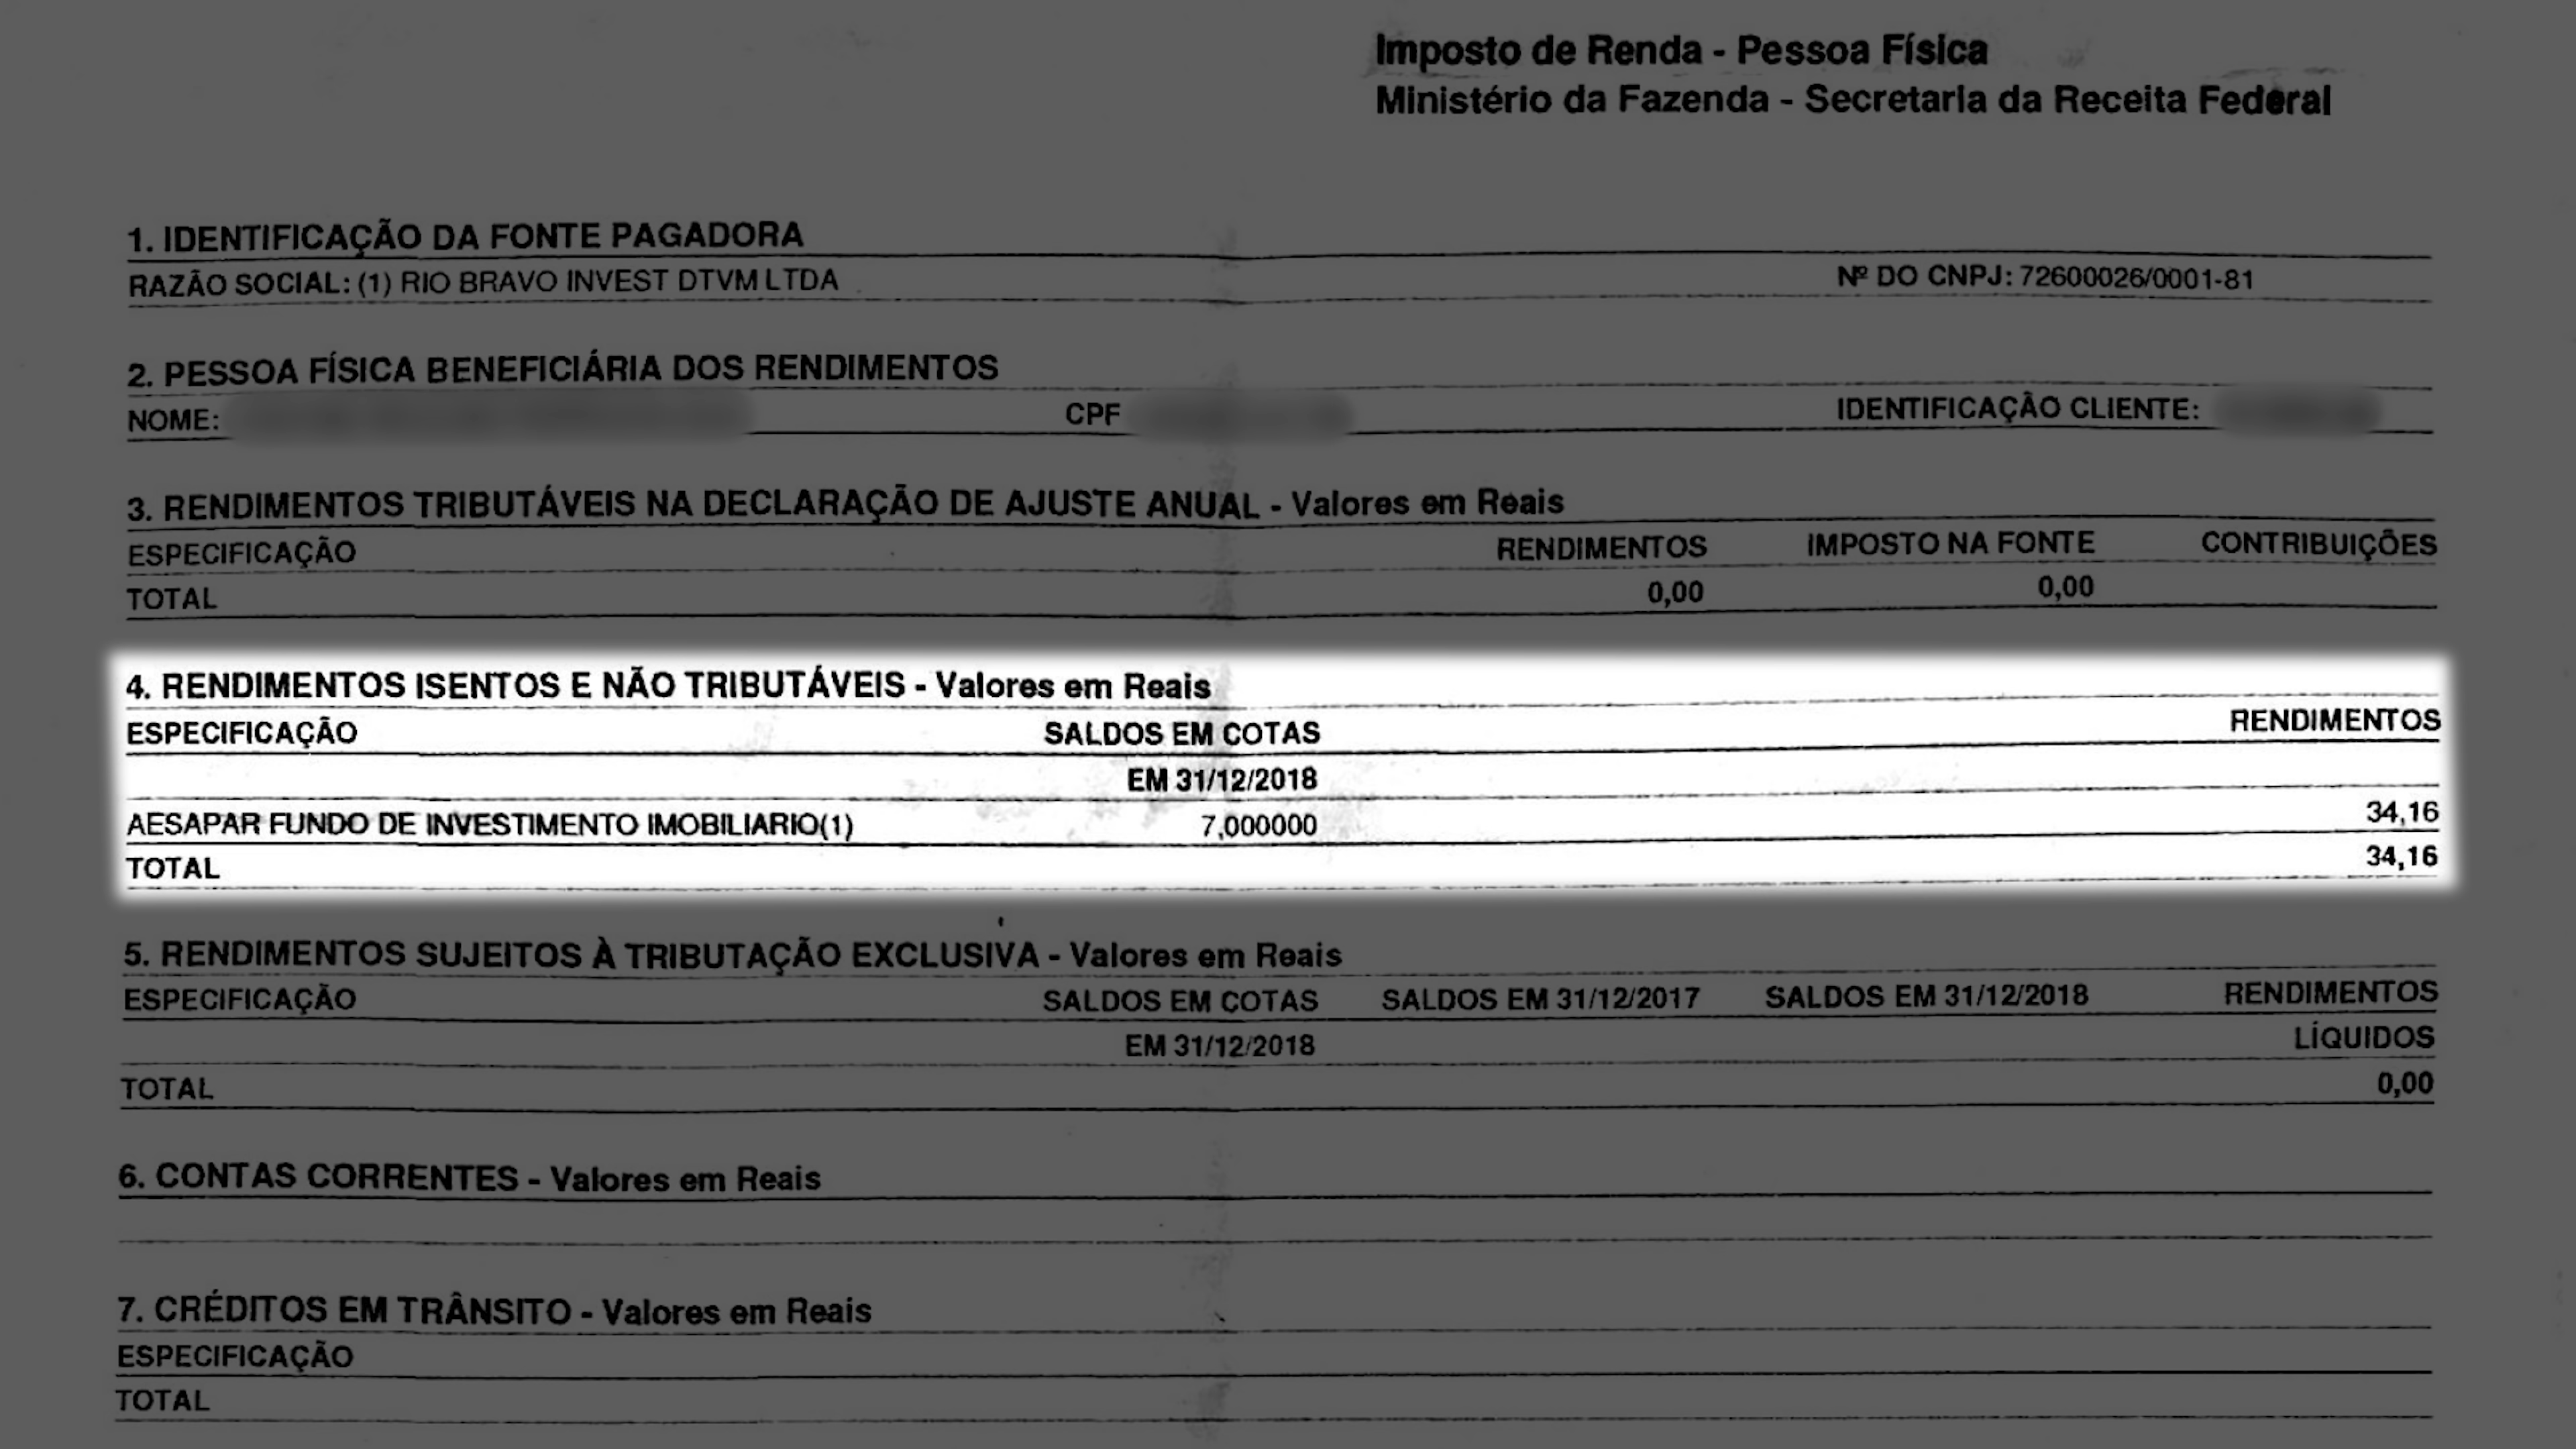 Imposto de Renda - Pessoa Física
Ministério da Fazenda - Secretaria da Receita Federal
1. IDENTIFICAÇÃO DA FONTE PAGADORA
RAZÃO SOCIAL: (1) RIO BRAVO INVEST DTVM LTDA Nº DO CNPJ: 72600026/0001-81
2. PESSOA FÍSICA BENEFICIÁRIA DOS RENDIMENTOS
NOME: CPF IDENTIFICAÇÃO CLIENTE:
3. RENDIMENTOS TRIBUTÁVEIS NA DECLARAÇÃO DE AJUSTE ANUAL - Valores em Reais
ESPECIFICAÇÃO RENDIMENTOS IMPOSTO NA FONTE CONTRIBUIÇÕES
TOTAL 0,00 0,00
4. RENDIMENTOS ISENTOS E NÃO TRIBUTÁVEIS - Valores em Reais
ESPECIFICAÇÃO SALDOS EM COTAS RENDIMENTOS
EM 31/12/2018
AESAPAR FUNDO DE INVESTIMENTO IMOBILIARIO(1) 7,000000 34,16
TOTAL 34,16
5. RENDIMENTOS SUJEITOS À TRIBUTAÇÃO EXCLUSIVA - Valores em Reais
ESPECIFICAÇÃO SALDOS EM COTAS SALDOS EM 31/12/2017 SALDOS EM 31/12/2018 RENDIMENTOS
EM 31/12/2018 LÍQUIDOS
TOTAL 0,00
6. CONTAS CORRENTES - Valores em Reais
7. CRÉDITOS EM TRÂNSITO - Valores em Reais
ESPECIFICAÇÃO
TOTAL